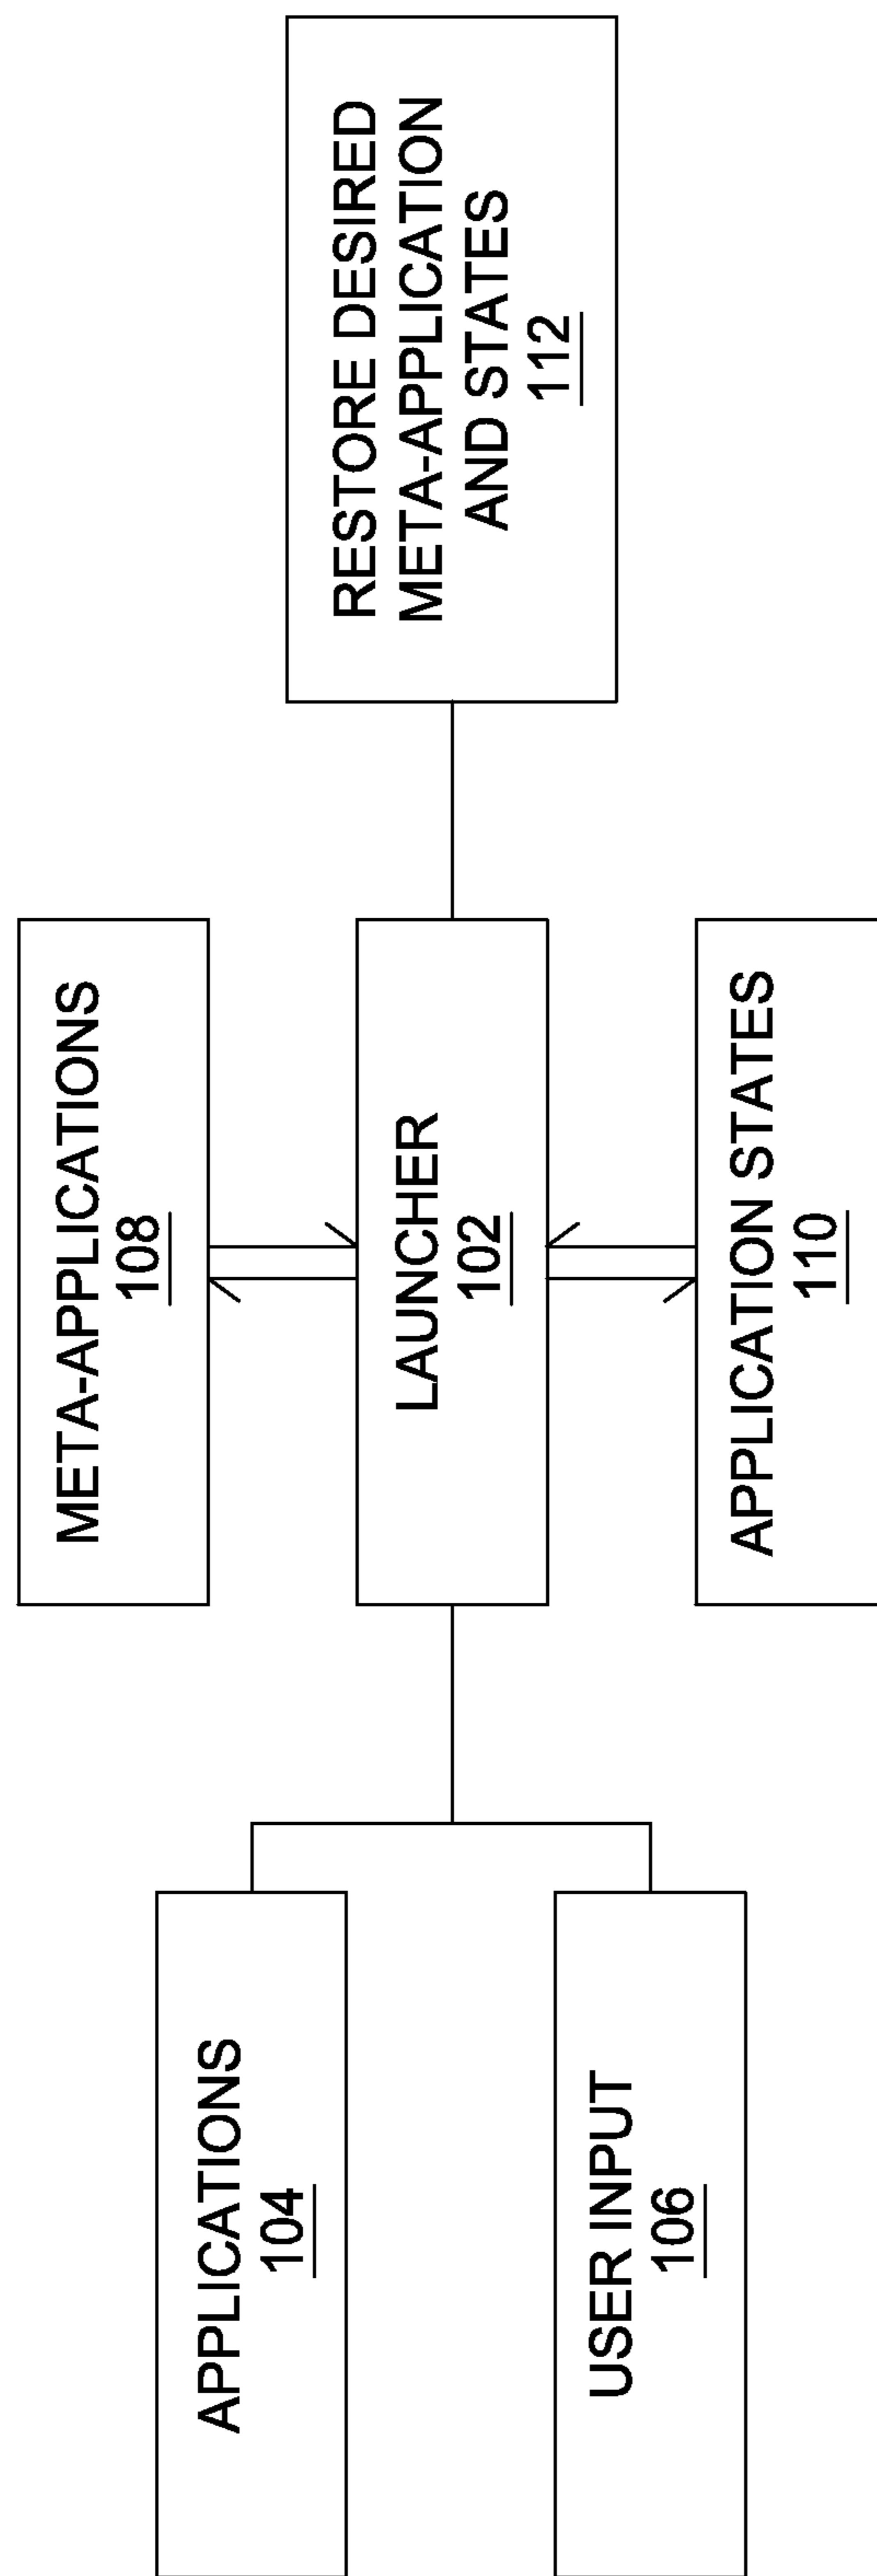 APPLICATIONS
104
USER INPUT
106
META-APPLICATIONS
108
LAUNCHER
102
APPLICATION STATES
110
RESTORE DESIRED
META-APPLICATION
AND STATES
112